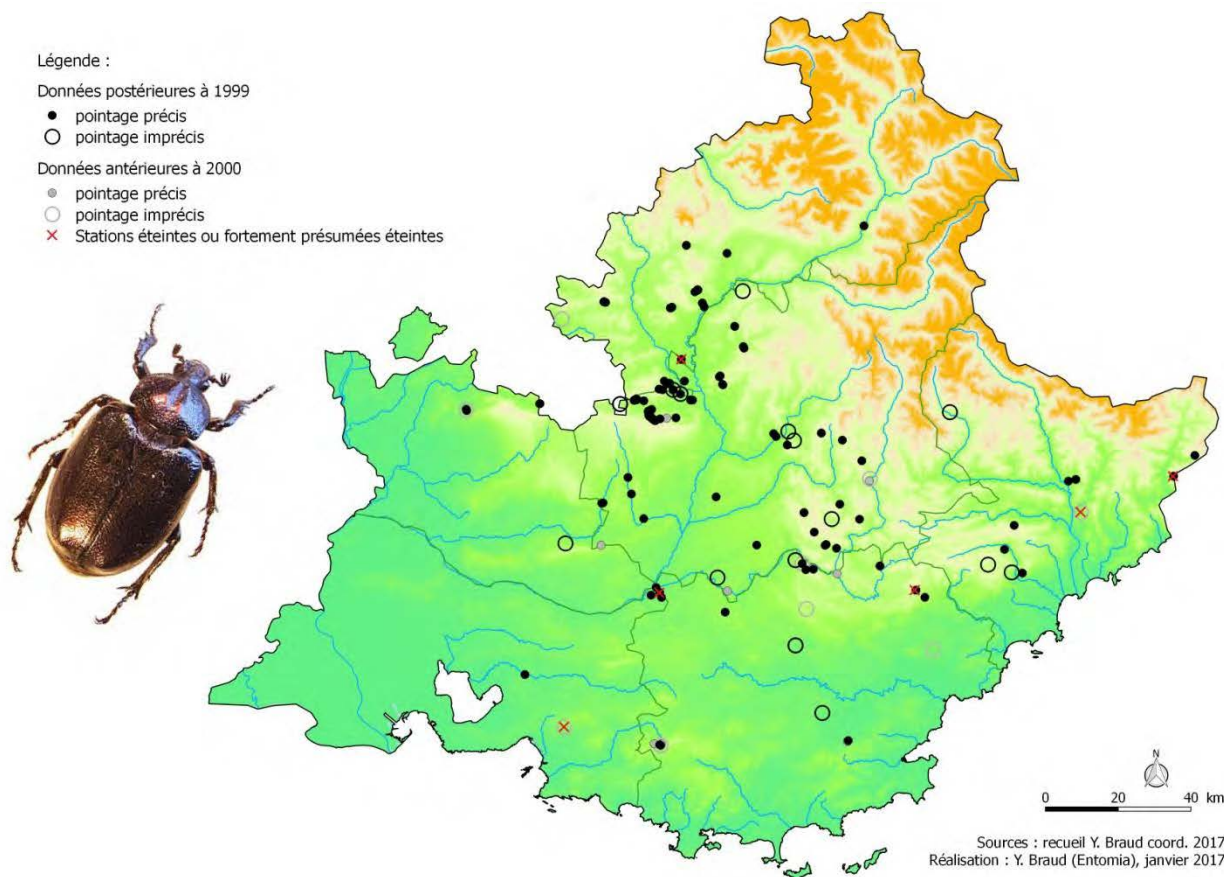 Légende :
Données postérieures à 1999
pointage précis
pointage imprécis
Données antérieures à 2000
pointage précis
pointage imprécis
Stations éteintes ou fortement présumées éteintes
N
0 20 40 km
Sources : recueil Y. Braud coord. 2017
Réalisation : Y. Braud (Entomia), janvier 2017